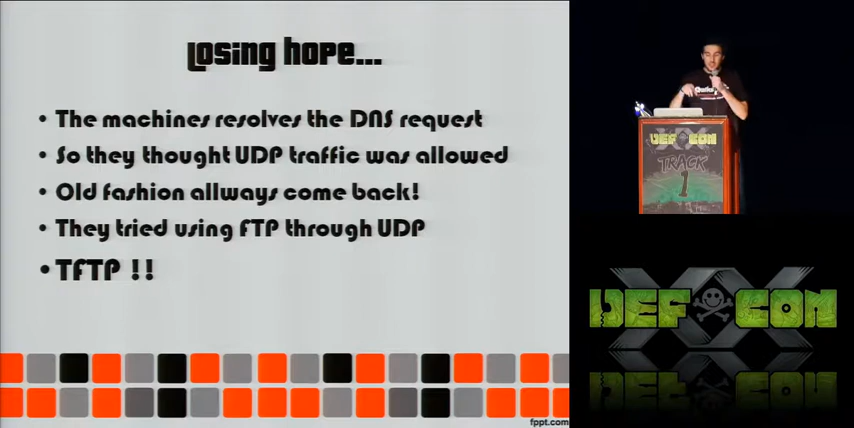 Losing hope...
• The machines resolves the DNS request
• So they thought UDP traffic was allowed
• Old fashion allways come back!
• They tried using FTP through UDP
• TFTP !!
fppt.com
DEF CON
TRACK
1
DEF CON